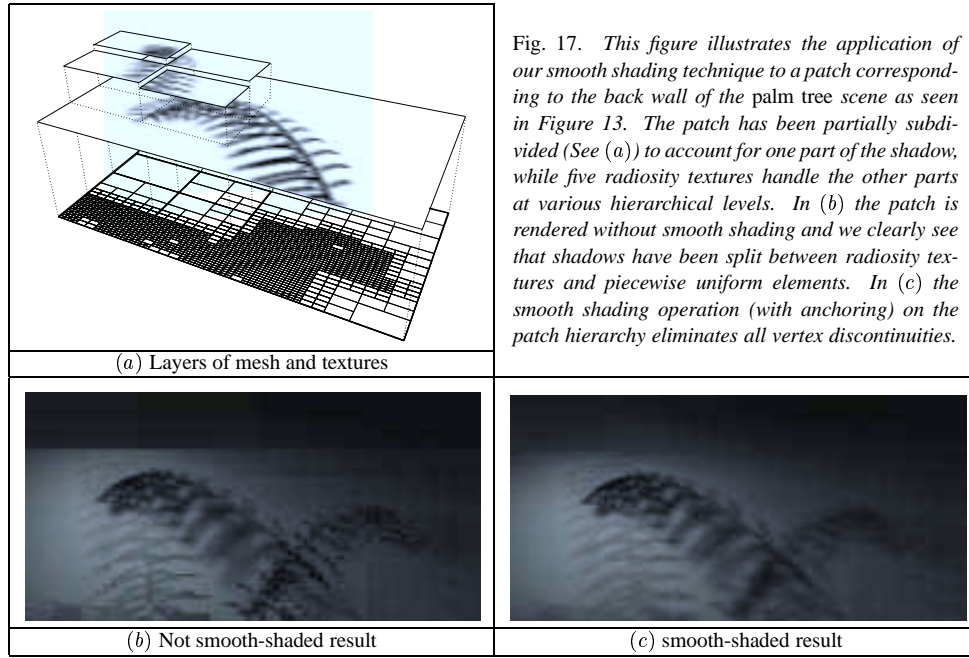 Fig. 17. This figure illustrates the application of
our smooth shading technique to a patch correspond-
ing to the back wall of the palm tree scene as seen
in Figure 13. The patch has been partially subdi-
vided (See (a)) to account for one part of the shadow,
while five radiosity textures handle the other parts
at various hierarchical levels. In (b) the patch is
rendered without smooth shading and we clearly see
that shadows have been split between radiosity tex-
tures and piecewise uniform elements. In (c) the
smooth shading operation (with anchoring) on the
patch hierarchy eliminates all vertex discontinuities.
(a) Layers of mesh and textures
(b) Not smooth-shaded result
(c) smooth-shaded result